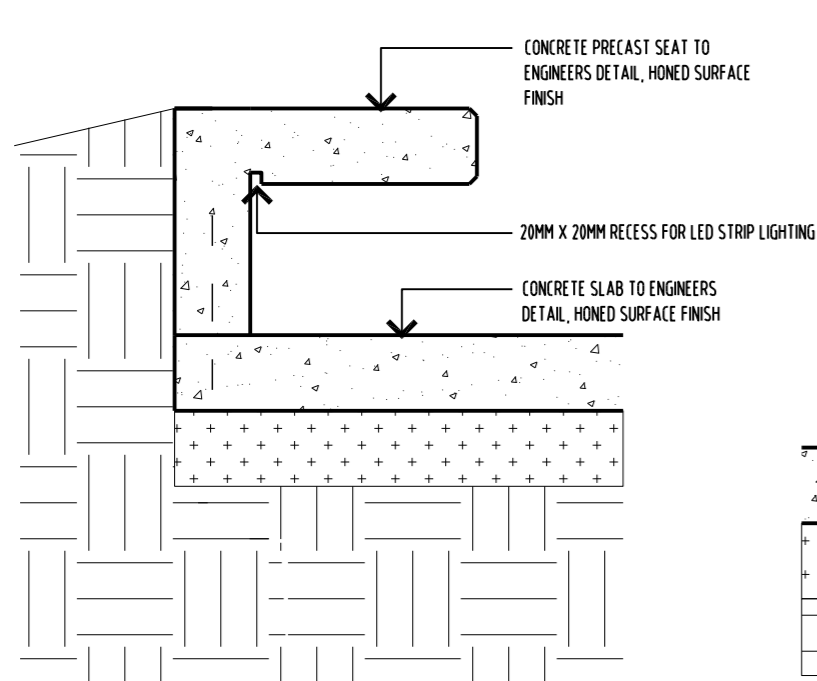 CONCRETE PRECAST SEAT TO
ENGINEERS DETAIL, HONED SURFACE
FINISH
20MM X 20MM RECESS FOR LED STRIP LIGHTING
CONCRETE SLAB TO ENGINEERS
DETAIL, HONED SURFACE FINISH